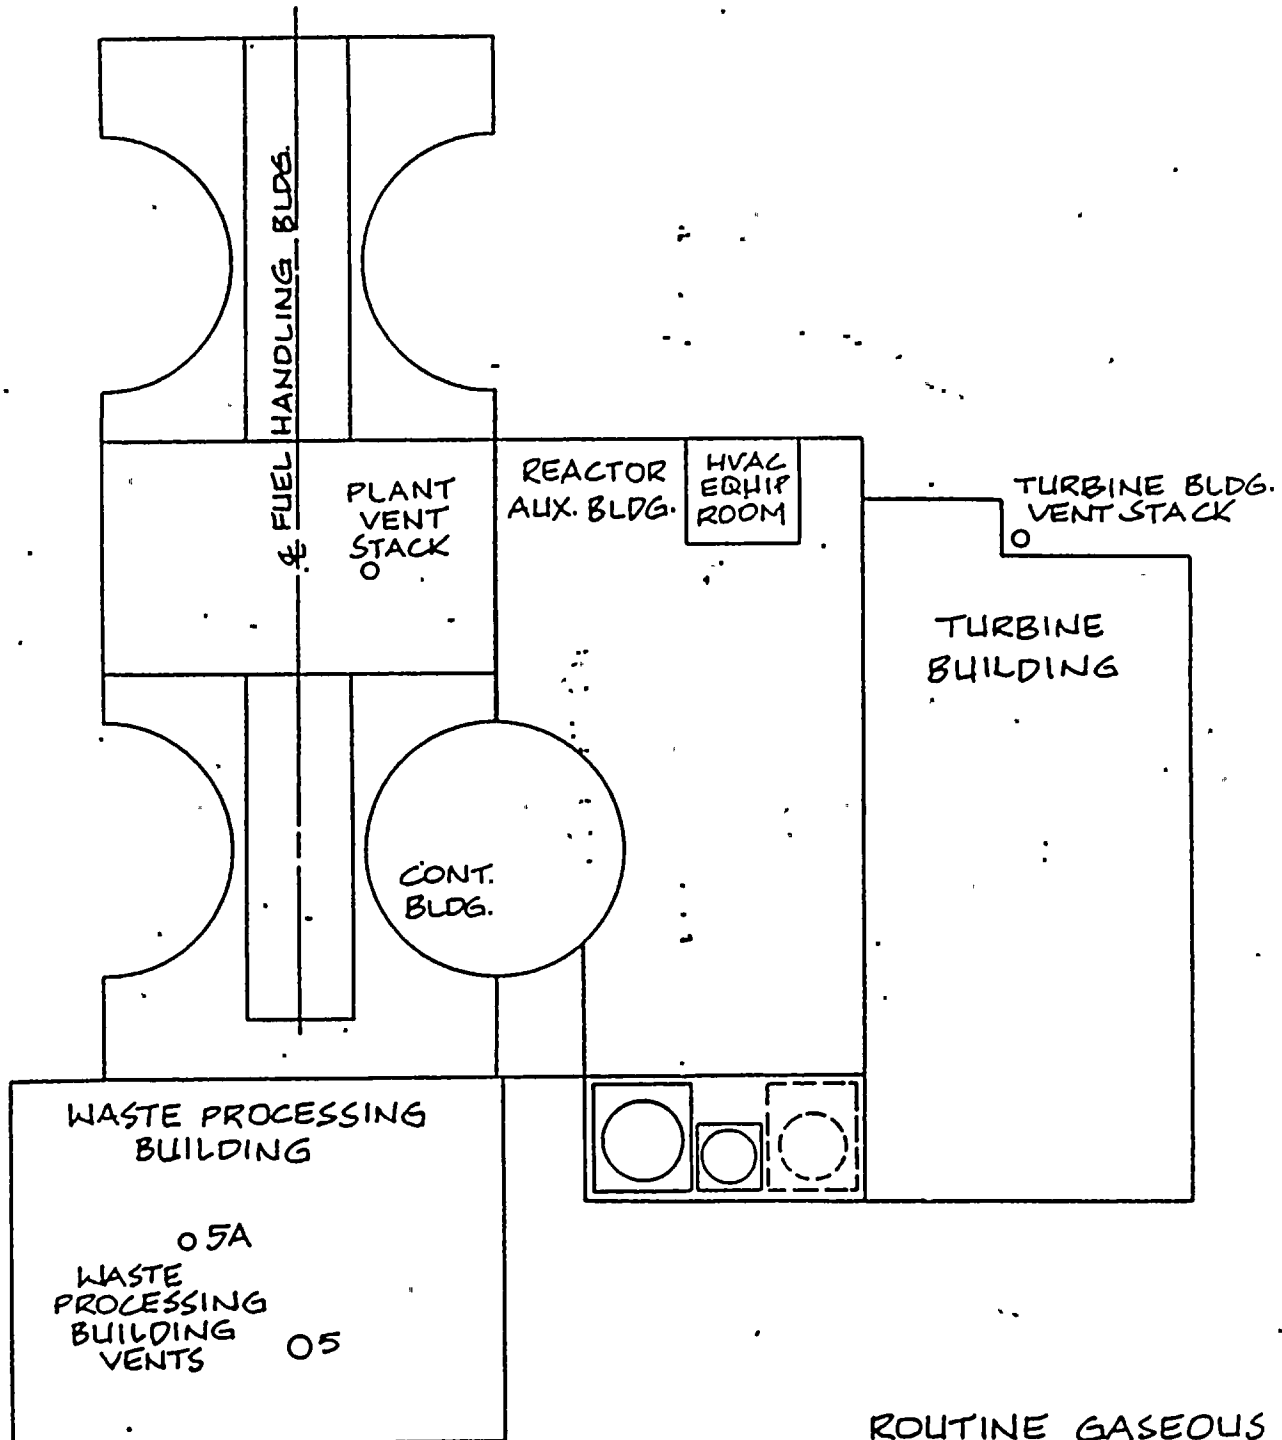 ℄ FUEL HANDLING BLDG.
PLANT
VENT
STACK
REACTOR
AUX. BLDG.
HVAC
EQUIP
ROOM
TURBINE BLDG.
VENT STACK
TURBINE
BUILDING
CONT.
BLDG.
WASTE PROCESSING
BUILDING
5A
WASTE
PROCESSING
BUILDING
VENTS
5
ROUTINE GASEOUS